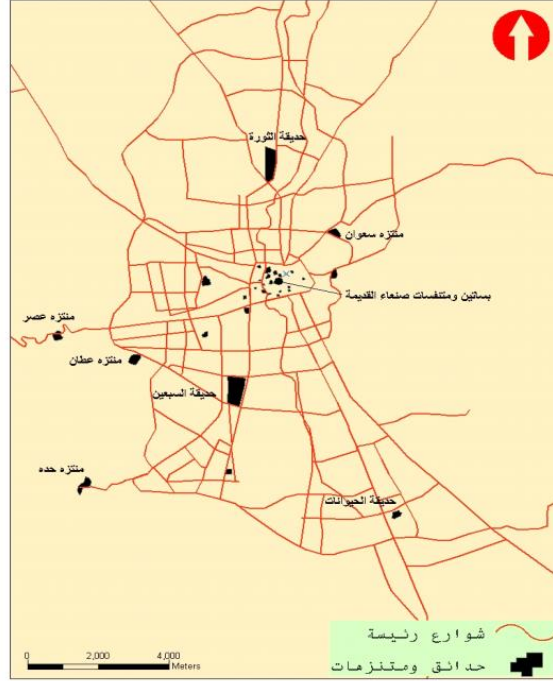 حديقة الثورة
منتزه سعوان
بساتين ومتنفسات صنعاء القديمة
منتزه عصر
منتزه عطان
حديقة السبعين
منتزه حده
حديقة الحيوانات
شوارع رئيسة
حدائق ومتنزهات
0 2,000 4,000
Meters